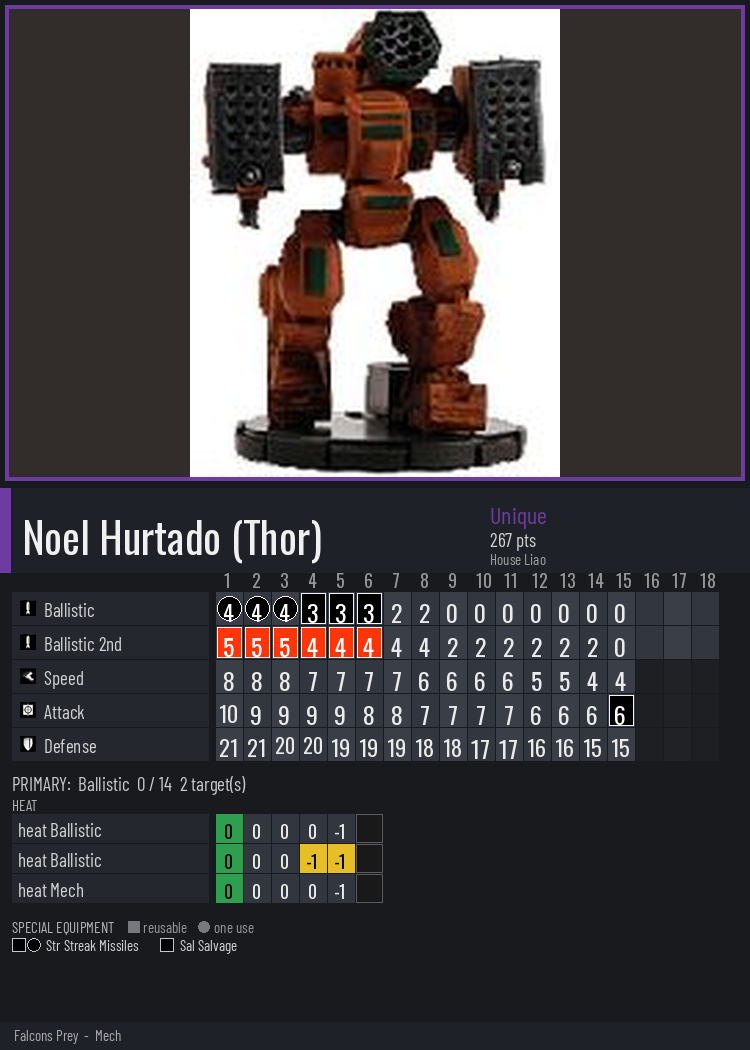 Noel Hurtado (Thor)
Unique
267 pts
House Liao
1 2 3 4 5 6 7 8 9 10 11 12 13 14 15 16 17 18
Ballistic 4 4 4 3 3 3 2 2 0 0 0 0 0 0 0
Ballistic 2nd 5 5 5 4 4 4 4 4 2 2 2 2 2 2 0
Speed 8 8 8 7 7 7 7 6 6 6 6 5 5 4 4
Attack 10 9 9 9 9 8 8 7 7 7 7 6 6 6 6
Defense 21 21 20 20 19 19 19 18 18 17 17 16 16 15 15
PRIMARY: Ballistic 0 / 14 2 target(s)
HEAT
heat Ballistic 0 0 0 0 -1
heat Ballistic 0 0 0 -1 -1
heat Mech 0 0 0 0 -1
SPECIAL EQUIPMENT reusable one use
Str Streak Missiles Sal Salvage
Falcons Prey - Mech